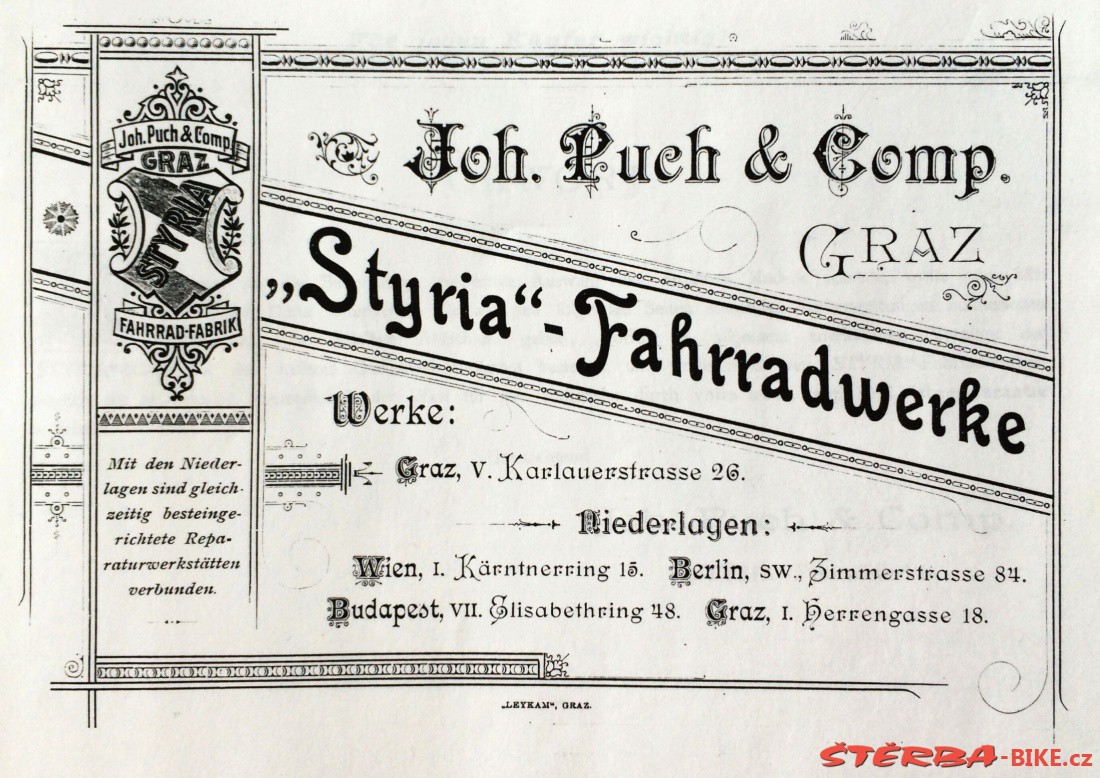 Joh. Puch & Comp.
GRAZ
STYRIA
FAHRRAD-FABRIK
Mit den Nieder-
lagen sind gleich-
zeitig besteinge-
richtete Repa-
raturwerkstätten
verbunden.
Joh. Puch & Comp.
GRAZ
„Styria“-Fahrradwerke
Werke:
Graz, V. Karlauerstrasse 26.
Niederlagen:
Wien, I. Kärntnerring 15. Berlin, SW., Zimmerstrasse 84.
Budapest, VII. Elisabethring 48. Graz, I. Herrengasse 18.
„LEYKAM“, GRAZ.
ŠTĚRBA-BIKE.cz